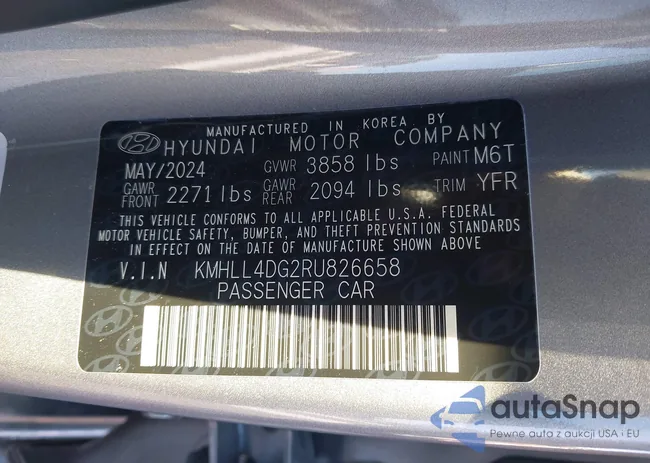 MANUFACTURED IN KOREA BY
HYUNDAI MOTOR COMPANY
MAY/2024 GVWR 3858 lbs PAINT M6T
GAWR FRONT 2271 lbs GAWR REAR 2094 lbs TRIM YFR
THIS VEHICLE CONFORMS TO ALL APPLICABLE U.S.A. FEDERAL
MOTOR VEHICLE SAFETY, BUMPER, AND THEFT PREVENTION STANDARDS
IN EFFECT ON THE DATE OF MANUFACTURE SHOWN ABOVE
V.I.N KMHLL4DG2RU826658
PASSENGER CAR
autaSnap
Pewne auta z aukcji USA i EU